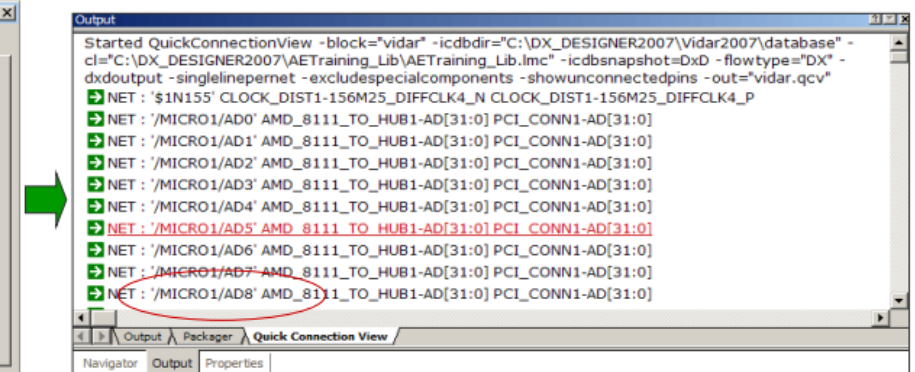 Output
Started QuickConnectionView -block="vidar" -icdbdir="C:\DX_DESIGNER2007\Vidar2007\database" -
cl="C:\DX_DESIGNER2007\AETraining_Lib\AETraining_Lib.lmc" -icdbsnapshot=DxD -flowtype="DX" -
dxdoutput -singlelinepernet -excludespecialcomponents -showunconnectedpins -out="vidar.qcv"
NET : '$1N155' CLOCK_DIST1-156M25_DIFFCLK4_N CLOCK_DIST1-156M25_DIFFCLK4_P
NET : '/MICRO1/AD0' AMD_8111_TO_HUB1-AD[31:0] PCI_CONN1-AD[31:0]
NET : '/MICRO1/AD1' AMD_8111_TO_HUB1-AD[31:0] PCI_CONN1-AD[31:0]
NET : '/MICRO1/AD2' AMD_8111_TO_HUB1-AD[31:0] PCI_CONN1-AD[31:0]
NET : '/MICRO1/AD3' AMD_8111_TO_HUB1-AD[31:0] PCI_CONN1-AD[31:0]
NET : '/MICRO1/AD4' AMD_8111_TO_HUB1-AD[31:0] PCI_CONN1-AD[31:0]
NET : '/MICRO1/AD5' AMD_8111_TO_HUB1-AD[31:0] PCI_CONN1-AD[31:0]
NET : '/MICRO1/AD6' AMD_8111_TO_HUB1-AD[31:0] PCI_CONN1-AD[31:0]
NET : '/MICRO1/AD7' AMD_8111_TO_HUB1-AD[31:0] PCI_CONN1-AD[31:0]
NET : '/MICRO1/AD8' AMD_8111_TO_HUB1-AD[31:0] PCI_CONN1-AD[31:0]
Output Packager Quick Connection View
Navigator Output Properties